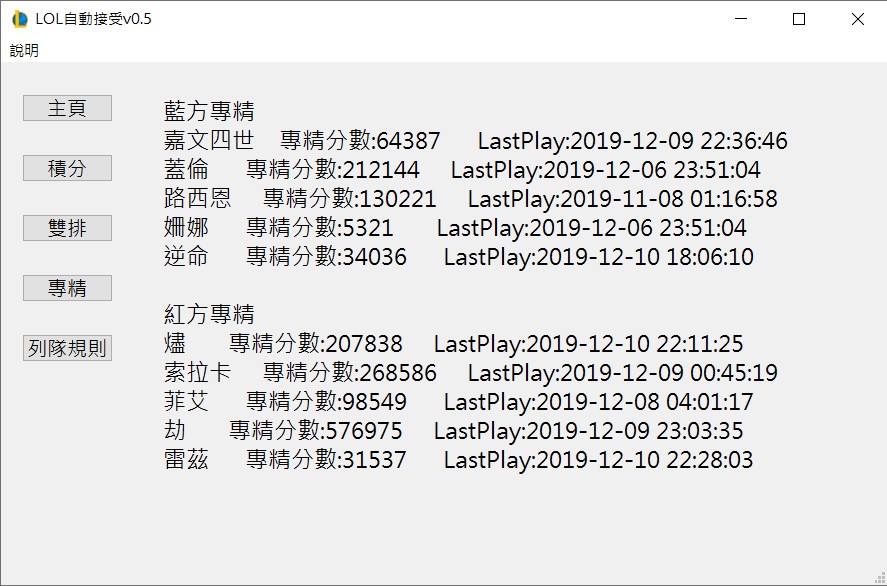 LOL自動接受v0.5
說明
主頁
積分
雙排
專精
列隊規則
藍方專精
嘉文四世 專精分數:64387 LastPlay:2019-12-09 22:36:46
蓋倫 專精分數:212144 LastPlay:2019-12-06 23:51:04
路西恩 專精分數:130221 LastPlay:2019-11-08 01:16:58
姍娜 專精分數:5321 LastPlay:2019-12-06 23:51:04
逆命 專精分數:34036 LastPlay:2019-12-10 18:06:10
紅方專精
燼 專精分數:207838 LastPlay:2019-12-10 22:11:25
索拉卡 專精分數:268586 LastPlay:2019-12-09 00:45:19
菲艾 專精分數:98549 LastPlay:2019-12-08 04:01:17
劫 專精分數:576975 LastPlay:2019-12-09 23:03:35
雷茲 專精分數:31537 LastPlay:2019-12-10 22:28:03